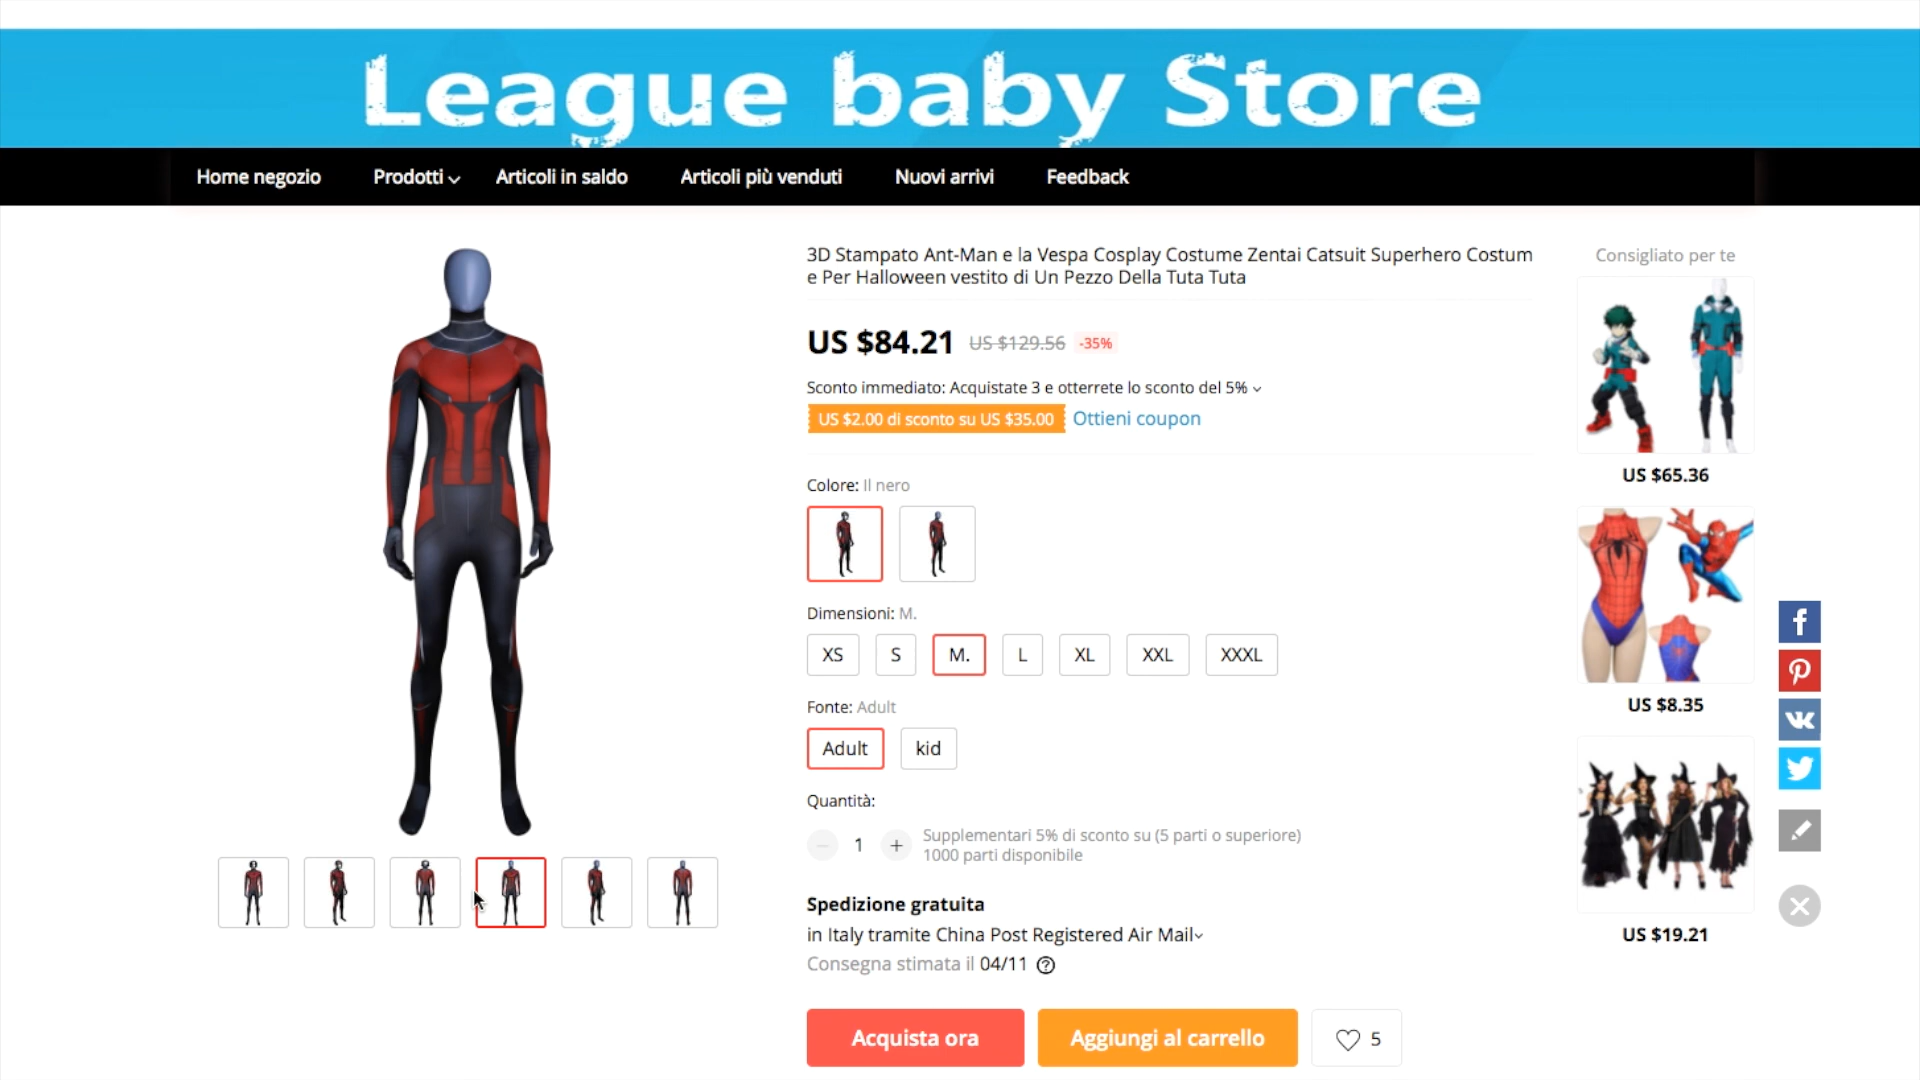 League baby Store
Home negozio Prodotti Articoli in saldo Articoli più venduti Nuovi arrivi Feedback
3D Stampato Ant-Man e la Vespa Cosplay Costume Zentai Catsuit Superhero Costum
e Per Halloween vestito di Un Pezzo Della Tuta Tuta
US $84.21 US $129.56 -35%
Sconto immediato: Acquistate 3 e otterrete lo sconto del 5%
US $2.00 di sconto su US $35.00 Ottieni coupon
Colore: Il nero
Dimensioni: M.
XS S M. L XL XXL XXXL
Fonte: Adult
Adult kid
Quantità:
1
Supplementari 5% di sconto su (5 parti o superiore)
1000 parti disponibile
Spedizione gratuita
in Italy tramite China Post Registered Air Mail
Consegna stimata il 04/11
Acquista ora Aggiungi al carrello 5
Consigliato per te
US $65.36
US $8.35
US $19.21